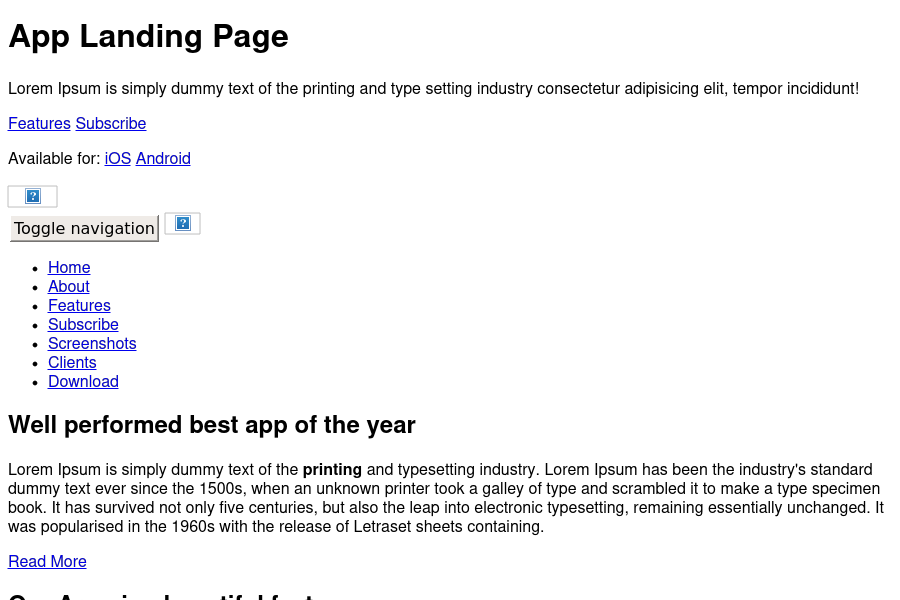 App Landing Page
Lorem Ipsum is simply dummy text of the printing and type setting industry consectetur adipisicing elit, tempor incididunt!
Features Subscribe
Available for: iOS Android
Toggle navigation
Home
About
Features
Subscribe
Screenshots
Clients
Download
Well performed best app of the year
Lorem Ipsum is simply dummy text of the printing and typesetting industry. Lorem Ipsum has been the industry's standard
dummy text ever since the 1500s, when an unknown printer took a galley of type and scrambled it to make a type specimen
book. It has survived not only five centuries, but also the leap into electronic typesetting, remaining essentially unchanged. It
was popularised in the 1960s with the release of Letraset sheets containing.
Read More